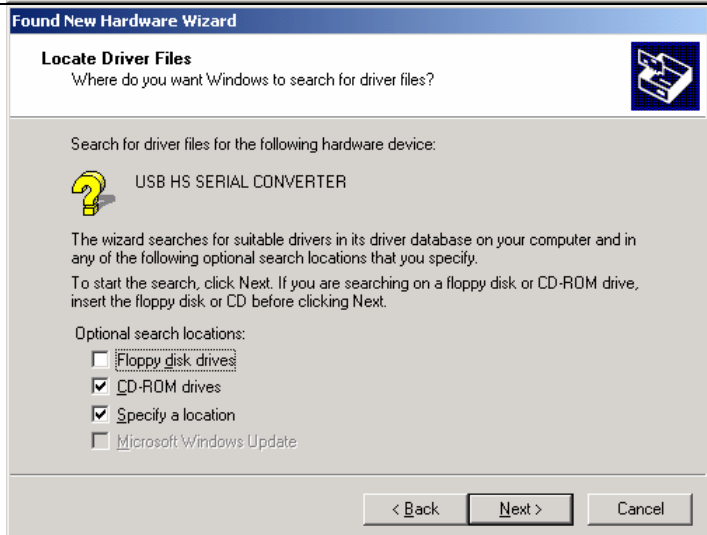 Found New Hardware Wizard
Locate Driver Files
Where do you want Windows to search for driver files?
Search for driver files for the following hardware device:
USB HS SERIAL CONVERTER
The wizard searches for suitable drivers in its driver database on your computer and in
any of the following optional search locations that you specify.
To start the search, click Next. If you are searching on a floppy disk or CD-ROM drive,
insert the floppy disk or CD before clicking Next.
Optional search locations:
Floppy disk drives
CD-ROM drives
Specify a location
Microsoft Windows Update
< Back Next > Cancel